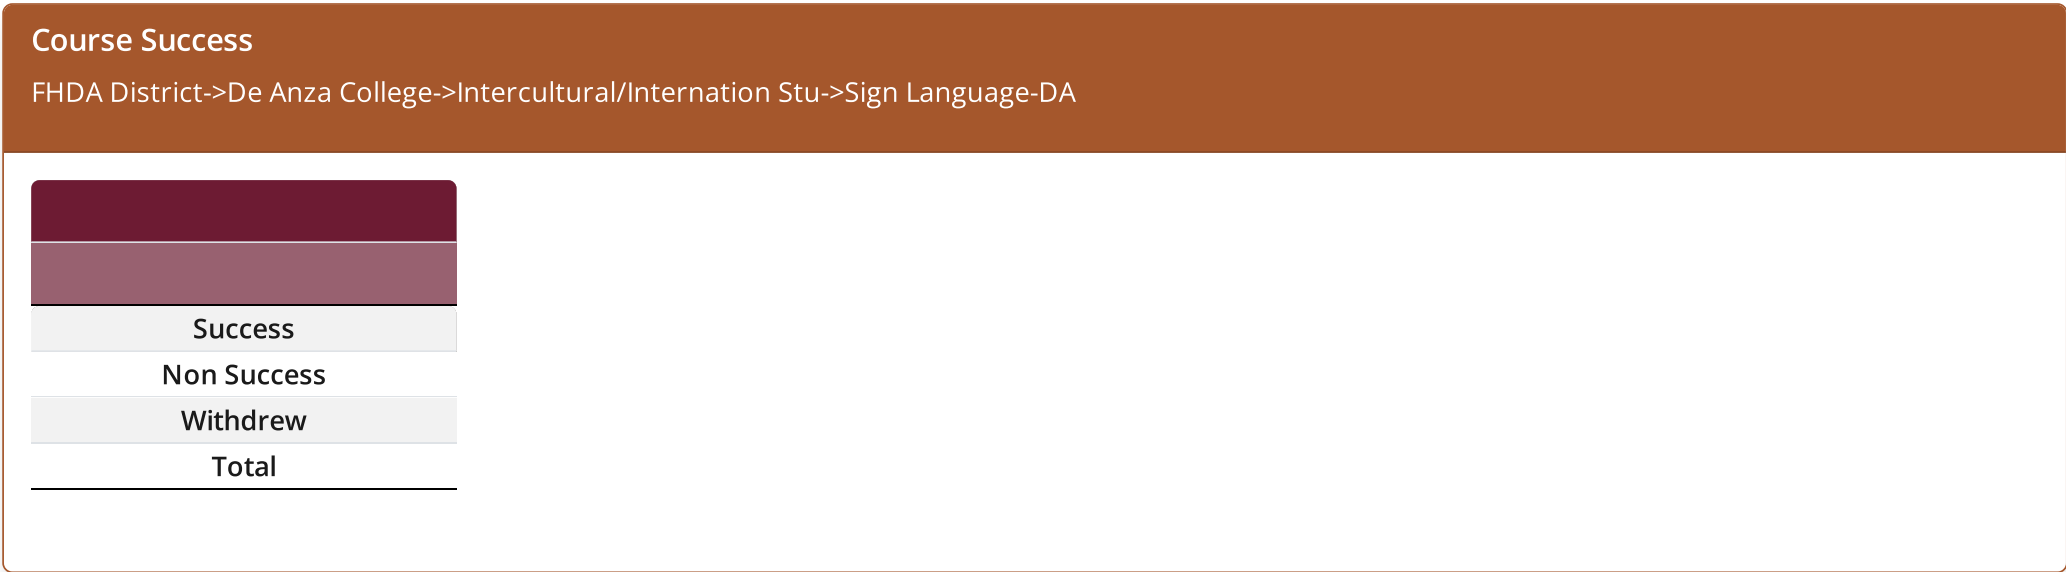 Course Success
FHDA District->De Anza College->Intercultural/Internation Stu->Sign Language-DA
Success
Non Success
Withdrew
Total